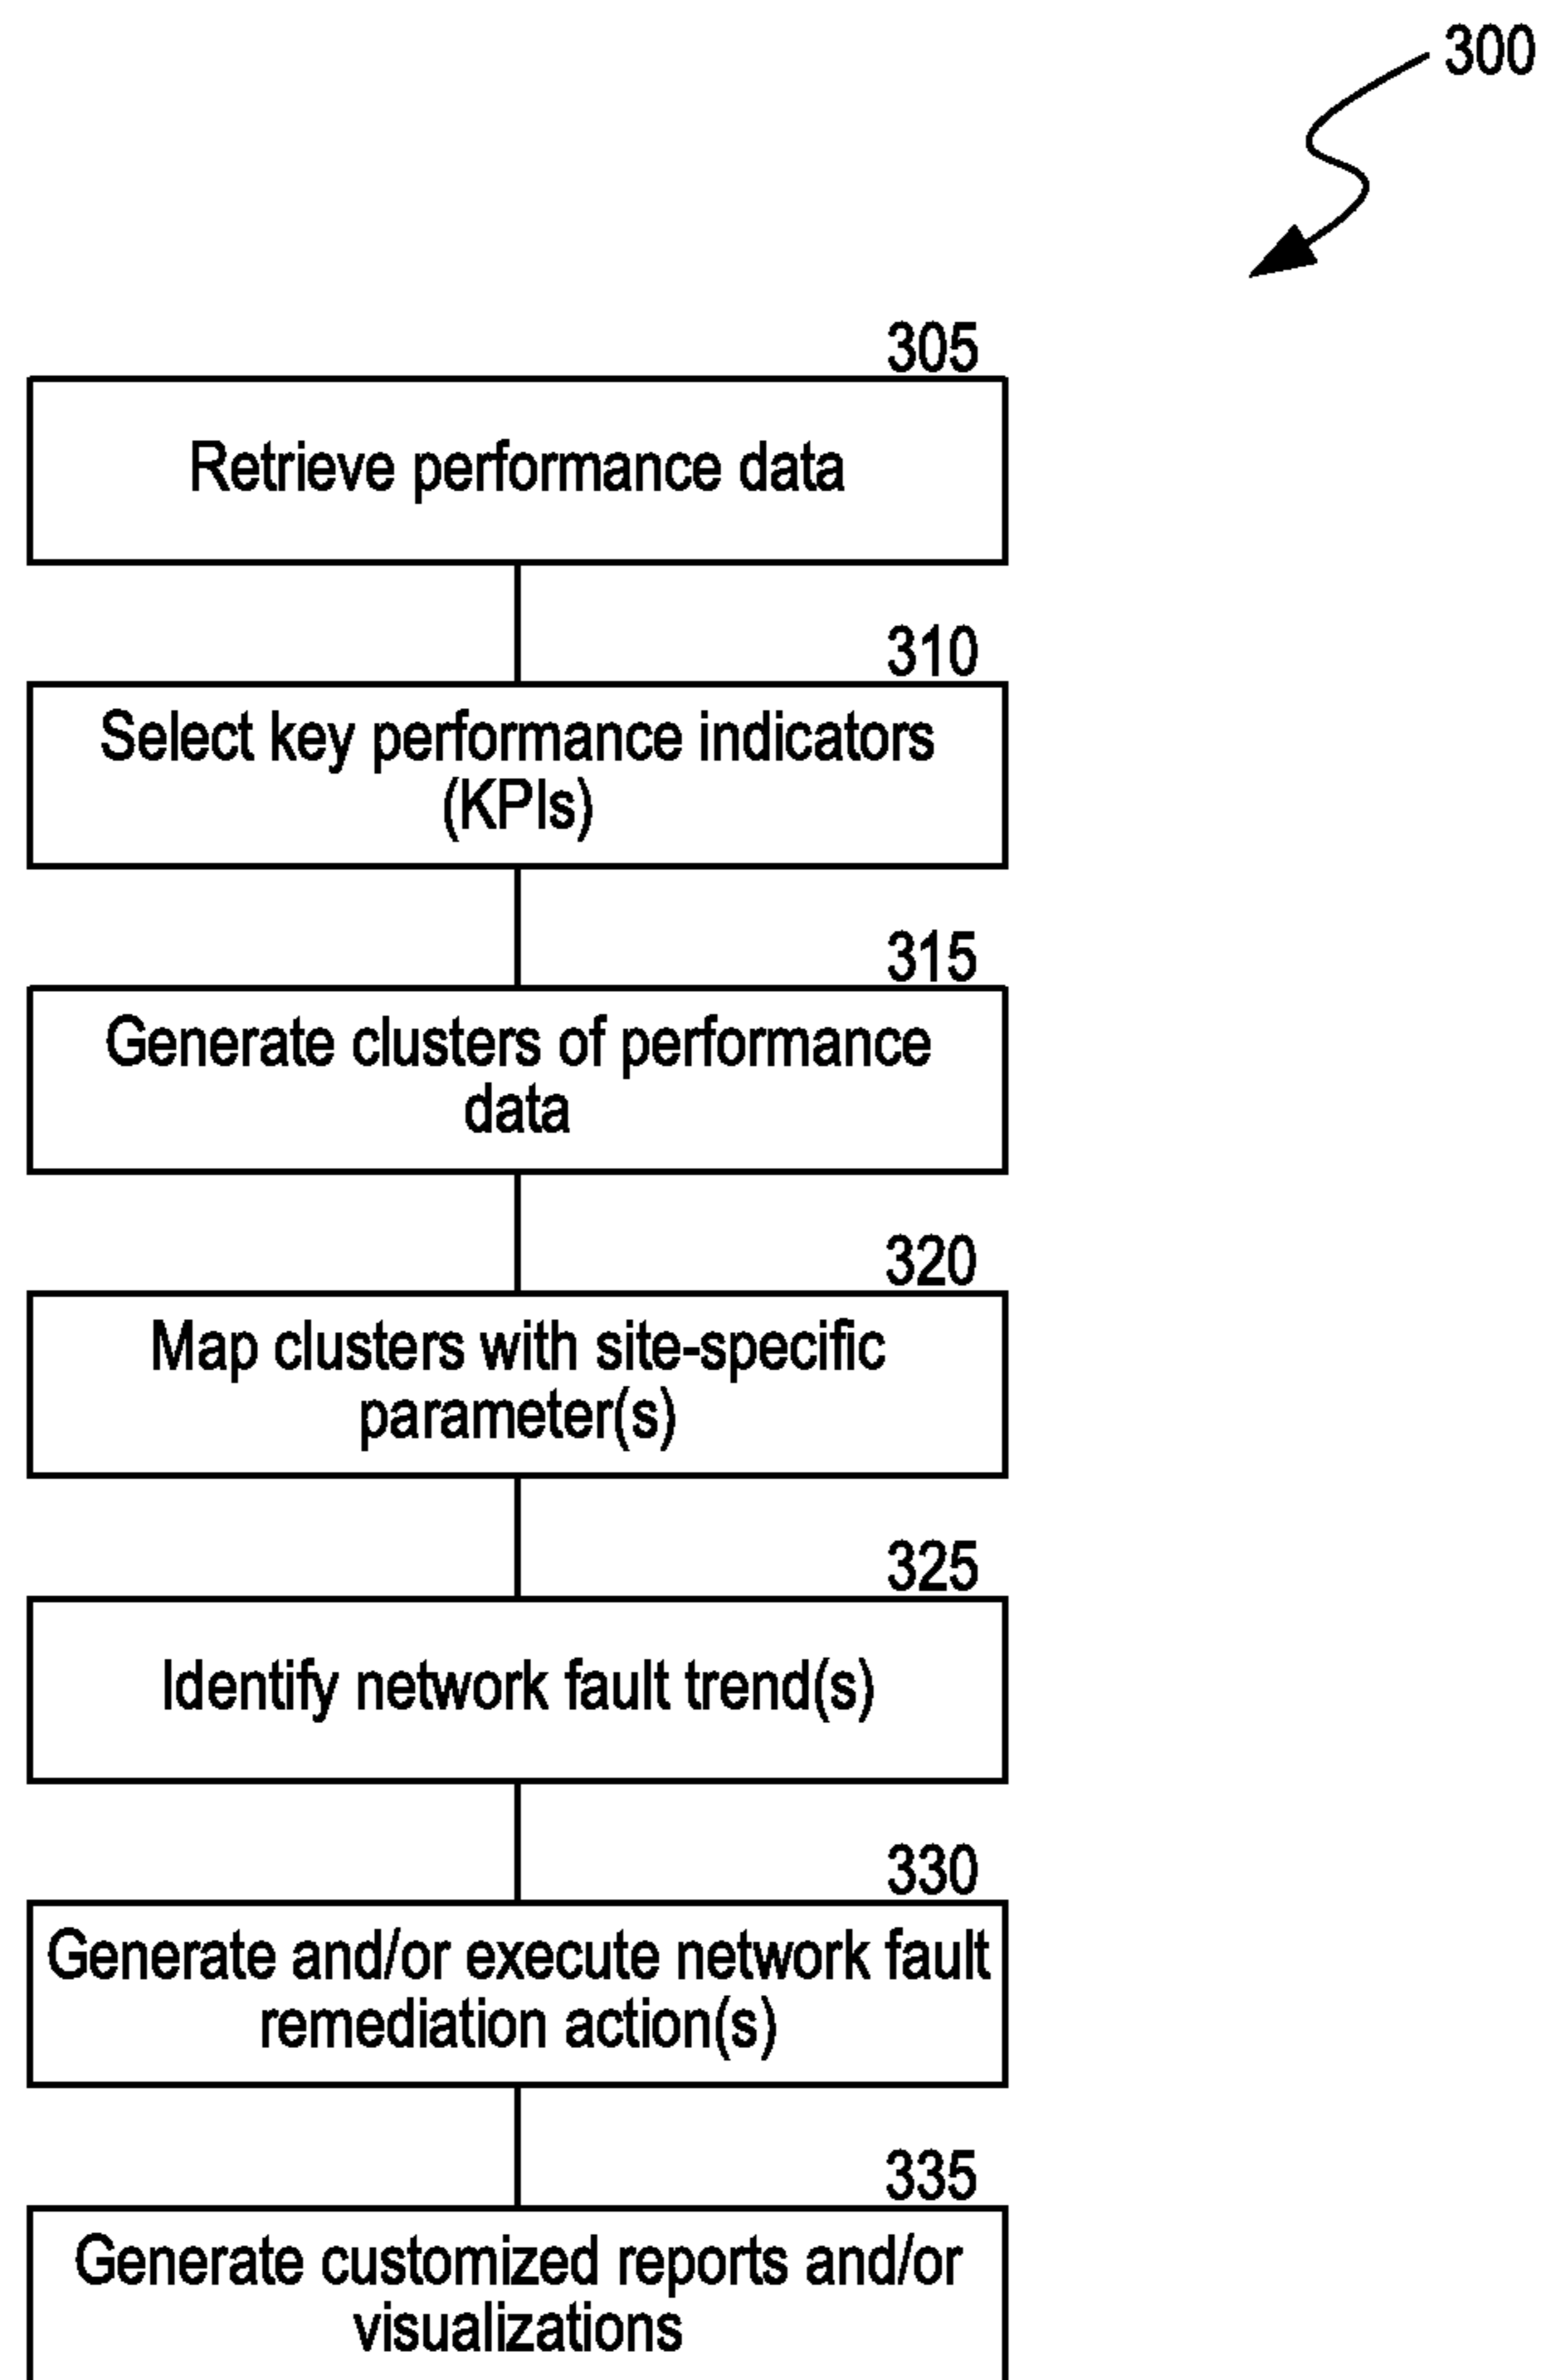 300
305
Retrieve performance data
310
Select key performance indicators
(KPIs)
315
Generate clusters of performance
data
320
Map clusters with site-specific
parameter(s)
325
Identify network fault trend(s)
330
Generate and/or execute network fault
remediation action(s)
335
Generate customized reports and/or
visualizations